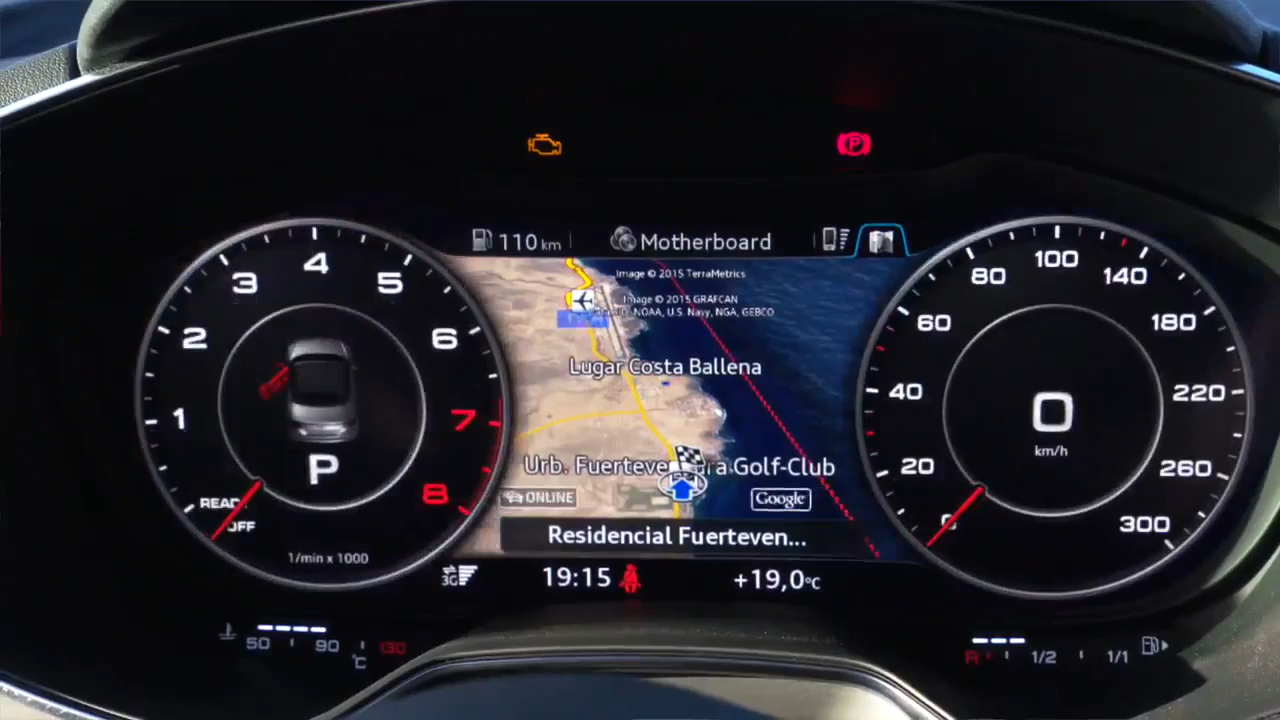 P
110 km
Motherboard
Image © 2015 TerraMetrics
Image © 2015 GRAFCAN
NOAA, U.S. Navy, NGA, GEBCO
Lugar Costa Ballena
Urb. Fuerteve ra Golf-Club
ONLINE
Google
Residencial Fuerteven...
3G
19:15
+19,0°C
1
2
3
4
5
6
7
8
P
READY
OFF
1/min x 1000
0
20
40
60
80
100
140
180
220
260
300
0
km/h
50
90
130
°C
R
1/2
1/1